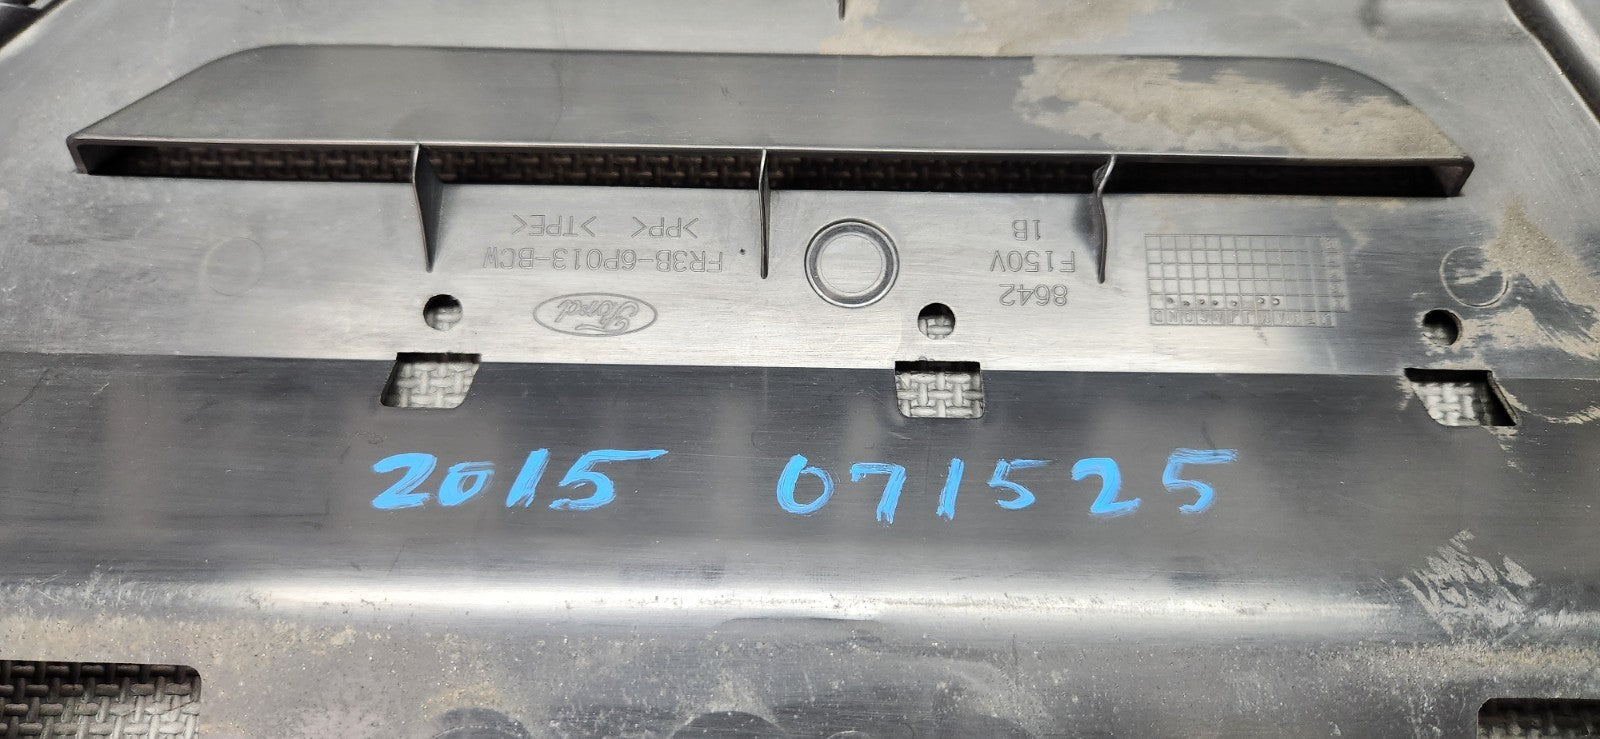 8642
F150V
1B
Ford
FR3B-6P013-BCW
>PP< >TPE<
2015 071525